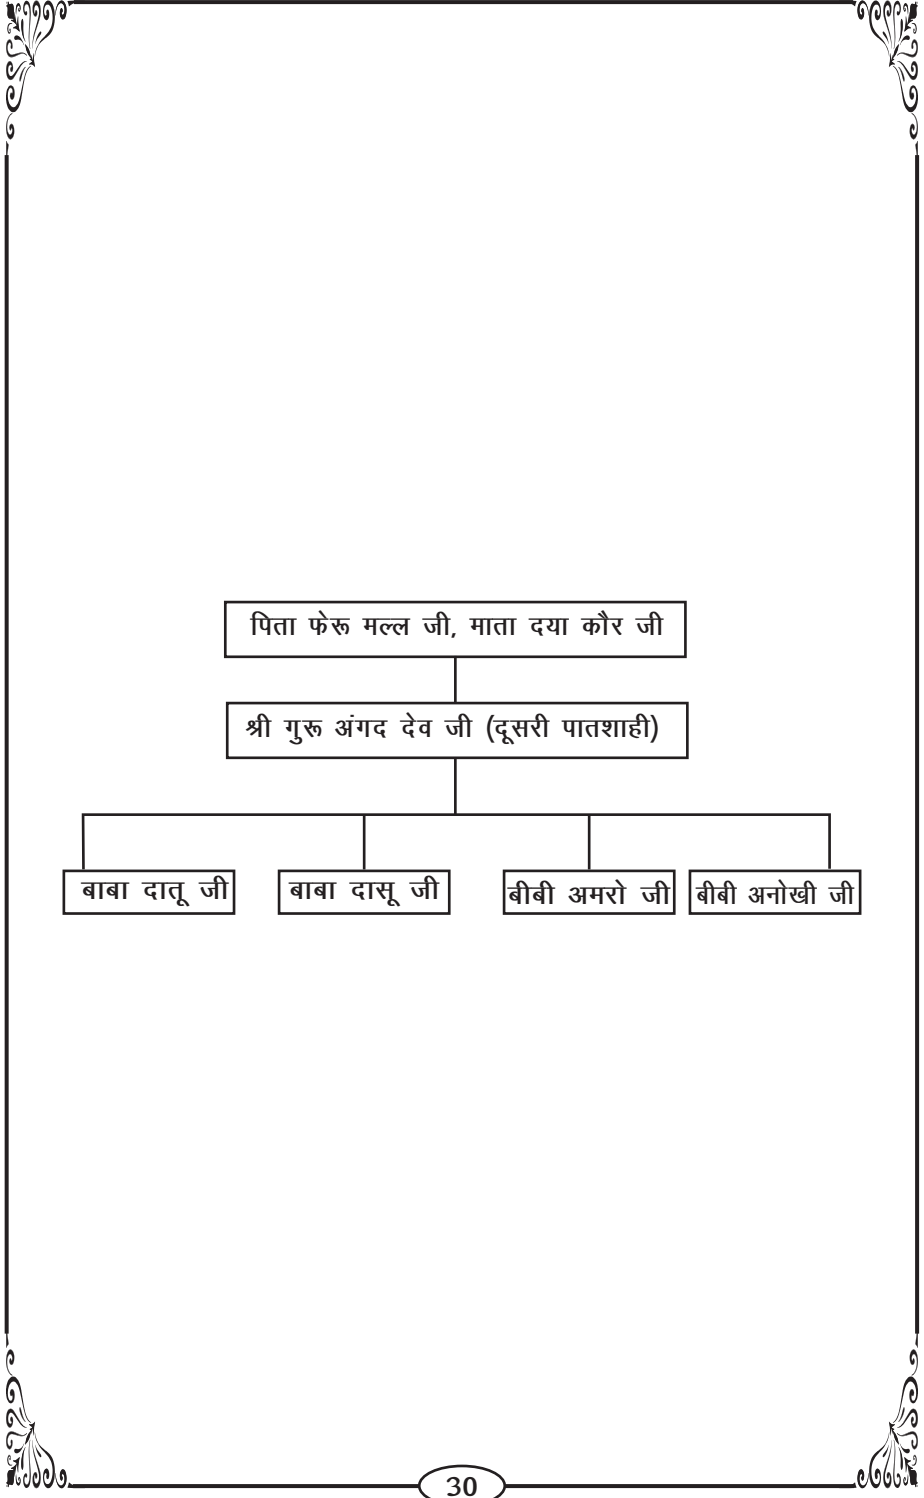 पिता फेरू मल्ल जी, माता दया कौर जी
श्री गुरू अंगद देव जी (दूसरी पातशाही)
बाबा दातू जी बाबा दासू जी बीबी अमरो जी बीबी अनोखी जी
30